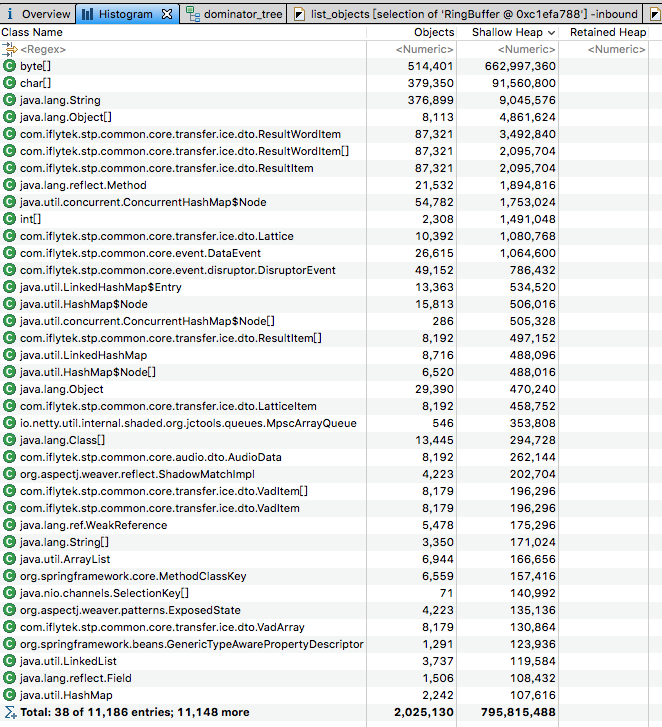 Overview Histogram dominator_tree list_objects [selection of 'RingBuffer @ 0xc1efa788'] -inbound
Class Name Objects Shallow Heap Retained Heap
<Regex> <Numeric> <Numeric> <Numeric>
byte[] 514,401 662,997,360
char[] 379,350 91,560,800
java.lang.String 376,899 9,045,576
java.lang.Object[] 8,113 4,861,624
com.iflytek.stp.common.core.transfer.ice.dto.ResultWordItem 87,321 3,492,840
com.iflytek.stp.common.core.transfer.ice.dto.ResultWordItem[] 87,321 2,095,704
com.iflytek.stp.common.core.transfer.ice.dto.ResultItem 87,321 2,095,704
java.lang.reflect.Method 21,532 1,894,816
java.util.concurrent.ConcurrentHashMap$Node 54,782 1,753,024
int[] 2,308 1,491,048
com.iflytek.stp.common.core.transfer.ice.dto.Lattice 10,392 1,080,768
com.iflytek.stp.common.core.event.DataEvent 26,615 1,064,600
com.iflytek.stp.common.core.event.disruptor.DisruptorEvent 49,152 786,432
java.util.LinkedHashMap$Entry 13,363 534,520
java.util.HashMap$Node 15,813 506,016
java.util.concurrent.ConcurrentHashMap$Node[] 286 505,328
com.iflytek.stp.common.core.transfer.ice.dto.ResultItem[] 8,192 497,152
java.util.LinkedHashMap 8,716 488,096
java.util.HashMap$Node[] 6,520 488,016
java.lang.Object 29,390 470,240
com.iflytek.stp.common.core.transfer.ice.dto.LatticeItem 8,192 458,752
io.netty.util.internal.shaded.org.jctools.queues.MpscArrayQueue 546 353,808
java.lang.Class[] 13,445 294,728
com.iflytek.stp.common.core.audio.dto.AudioData 8,192 262,144
org.aspectj.weaver.reflect.ShadowMatchImpl 4,223 202,704
com.iflytek.stp.common.core.transfer.ice.dto.VadItem[] 8,179 196,296
com.iflytek.stp.common.core.transfer.ice.dto.VadItem 8,179 196,296
java.lang.ref.WeakReference 5,478 175,296
java.lang.String[] 3,350 171,024
java.util.ArrayList 6,944 166,656
org.springframework.core.MethodClassKey 6,559 157,416
java.nio.channels.SelectionKey[] 71 140,992
org.aspectj.weaver.patterns.ExposedState 4,223 135,136
com.iflytek.stp.common.core.transfer.ice.dto.VadArray 8,179 130,864
org.springframework.beans.GenericTypeAwarePropertyDescriptor 1,291 123,936
java.util.LinkedList 3,737 119,584
java.lang.reflect.Field 1,506 108,432
java.util.HashMap 2,242 107,616
Total: 38 of 11,186 entries; 11,148 more 2,025,130 795,815,488